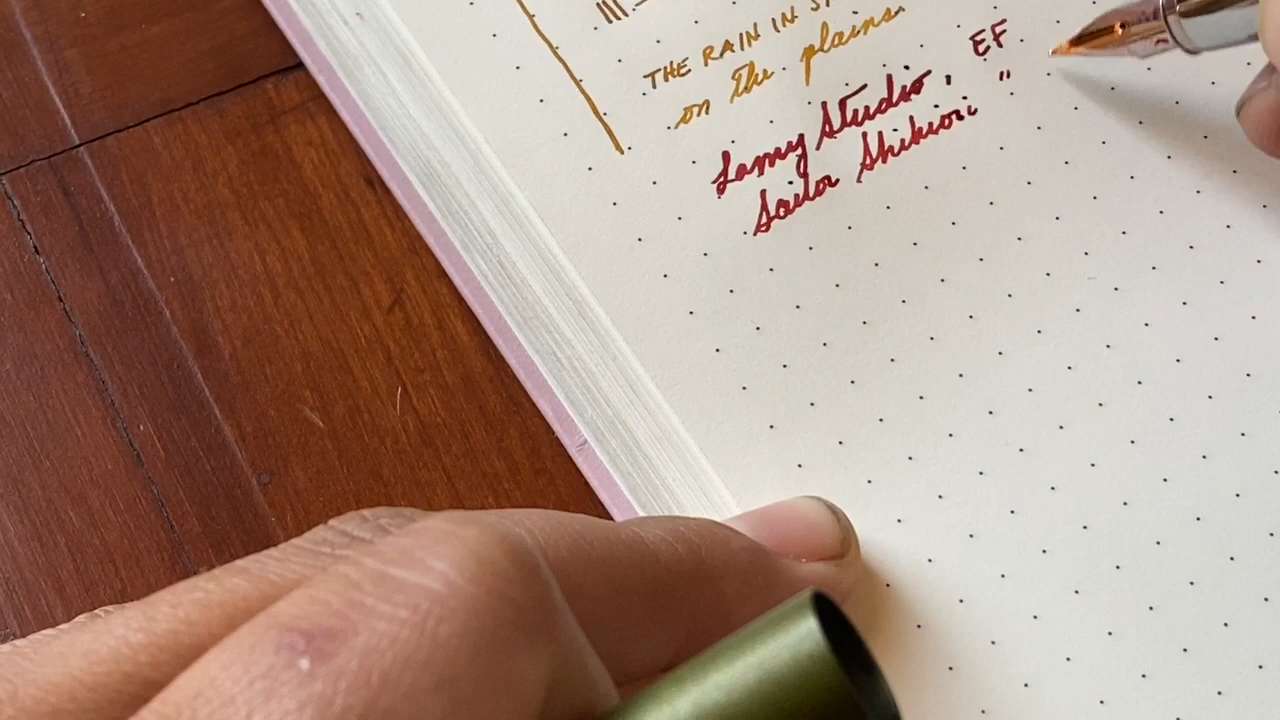 THE RAIN IN
on the plains
Lamy Studio, EF
Sailor Shikiori "